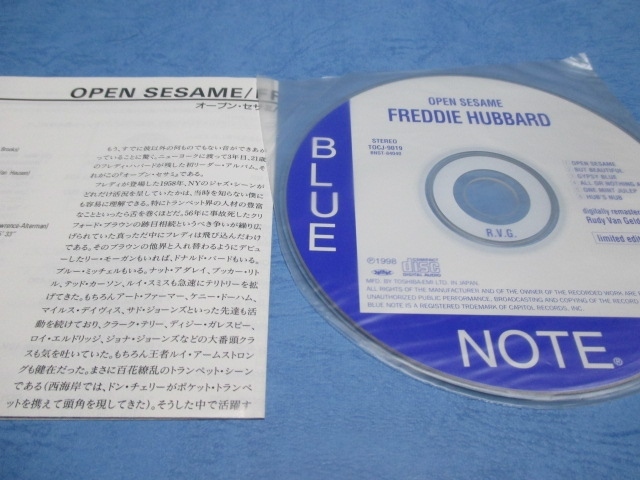 OPEN SESAME/FR
オープン・セサ
もう、すでに彼以外の何ものでもない音ができあが
っていることに驚く。ニューヨークに渡って3年目、21歳
のフレディ・ハバードが残した初リーダー・アルバム。そ
れがこの『オープン・セサミ』である。
フレディが登場した1958年、NYのジャズ・シーンが
どれだけ活況を呈していたかは、当時を知らない僕に
も容易に理解できる。特にトランペット界の人材の豊富
なことといったら舌を巻くほどだ。56年に事故死したクリ
フォード・ブラウンの跡目相続というべき争いが繰り広
げられていた真っただ中にフレディは飛び込んだわけ
である。そのブラウンの他界と入れ替わるようにデビュ
ーしたリー・モーガンもいれば、ドナルド・バードもいる。
ブルー・ミッチェルもいる。ナット・アダレイ、ブッカー・リト
ル、テッド・カーソン、ルイ・スミスも急速にテリトリーを拡
げてきた。もちろんアート・ファーマー、ケニー・ドーハム、
マイルス・デイヴィス、サド・ジョーンズといった先達も活
動を続けており、クラーク・テリー、ディジー・ガレスピー、
ロイ・エルドリッジ、ジョナ・ジョーンズなどの大番頭クラ
スも気を吐いていた。もちろん王者ルイ・アームストロン
グも健在だった。まさに百花繚乱のトランペット・シーン
である（西海岸では、ドン・チェリーがポケット・トランペ
ットを携えて頭角を現してきた）。そうした中で活躍す
OPEN SESAME
FREDDIE HUBBARD
STEREO
TOCJ-9019
OPEN SESAME
BUT BEAUTIFUL
GYPSY BLUE
ALL OR NOTHING A
ONE MINT JULEP
HUB'S NUB
digitally remaste
Rudy Van Geld
limited edi
R.V.G.
℗1998
COMPACT disc DIGITAL AUDIO
MFD. BY TOSHIBA-EMI LTD. IN JAPAN.
ALL RIGHTS OF THE MANUFACTURER AND OF THE OWNER OF THE RECORDED WORK ARE
UNAUTHORIZED PUBLIC PERFORMANCE, BROADCASTING AND COPYING OF THE RECOR
BLUE NOTE IS A REGISTERED TRADEMARK OF CAPITOL RECORDS, INC.
BLUE
NOTE®